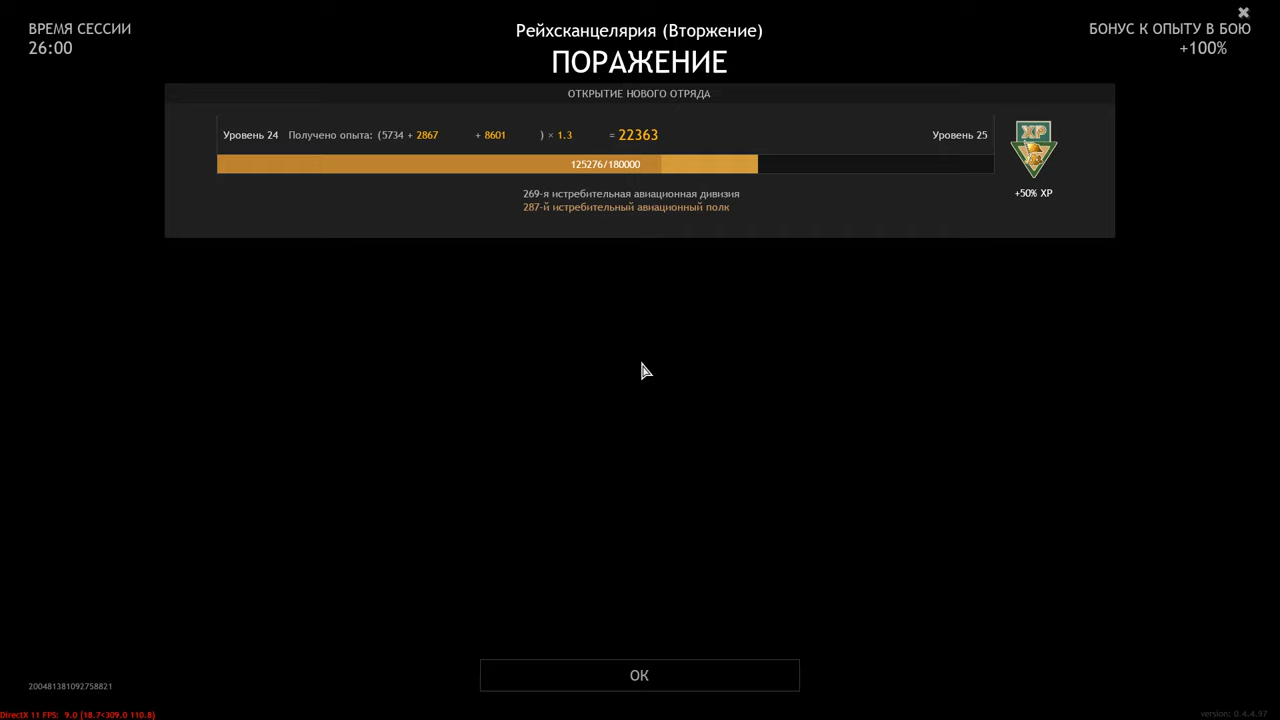 ВРЕМЯ СЕССИИ
26:00
Рейхсканцелярия (Вторжение)
ПОРАЖЕНИЕ
БОНУС К ОПЫТУ В БОЮ
+100%
ОТКРЫТИЕ НОВОГО ОТРЯДА
Уровень 24 Получено опыта: (5734 + 2867 + 8601 ) × 1.3 = 22363 Уровень 25
XP
125276/180000
+50% XP
269-я истребительная авиационная дивизия
287-й истребительный авиационный полк
ОК
200481381092758821
DirectX 11 FPS: 9.0 (18.7<309.0 110.8)
version: 0.4.4.97